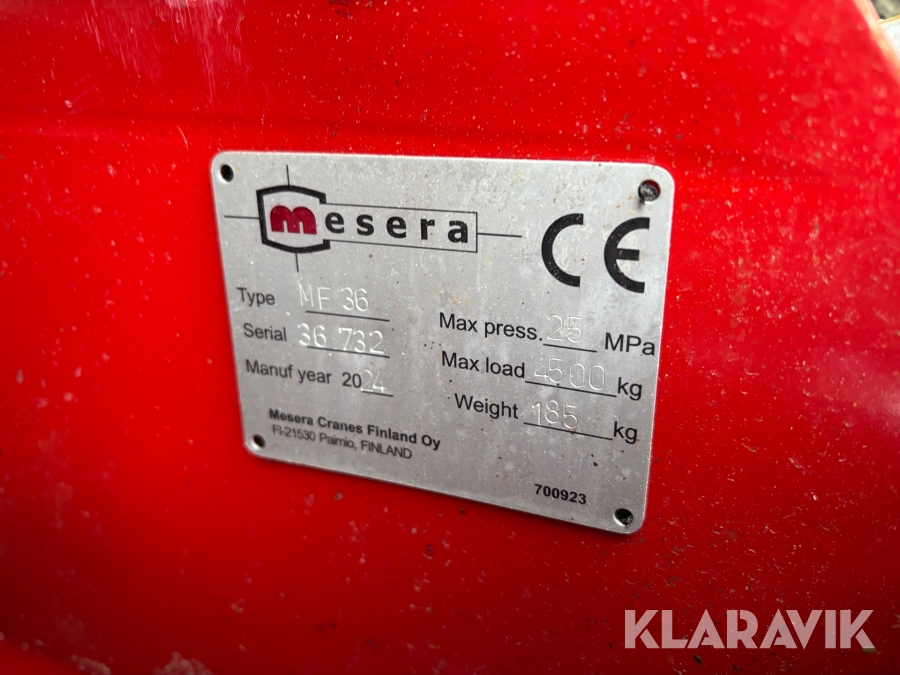 mesera CE
Type MF 36
Serial 36 732
Manuf year 2024
Max press. 25 MPa
Max load 4500 kg
Weight 185 kg
Mesera Cranes Finland Oy
FI-21530 Paimio, FINLAND
700923
KLARAVIK